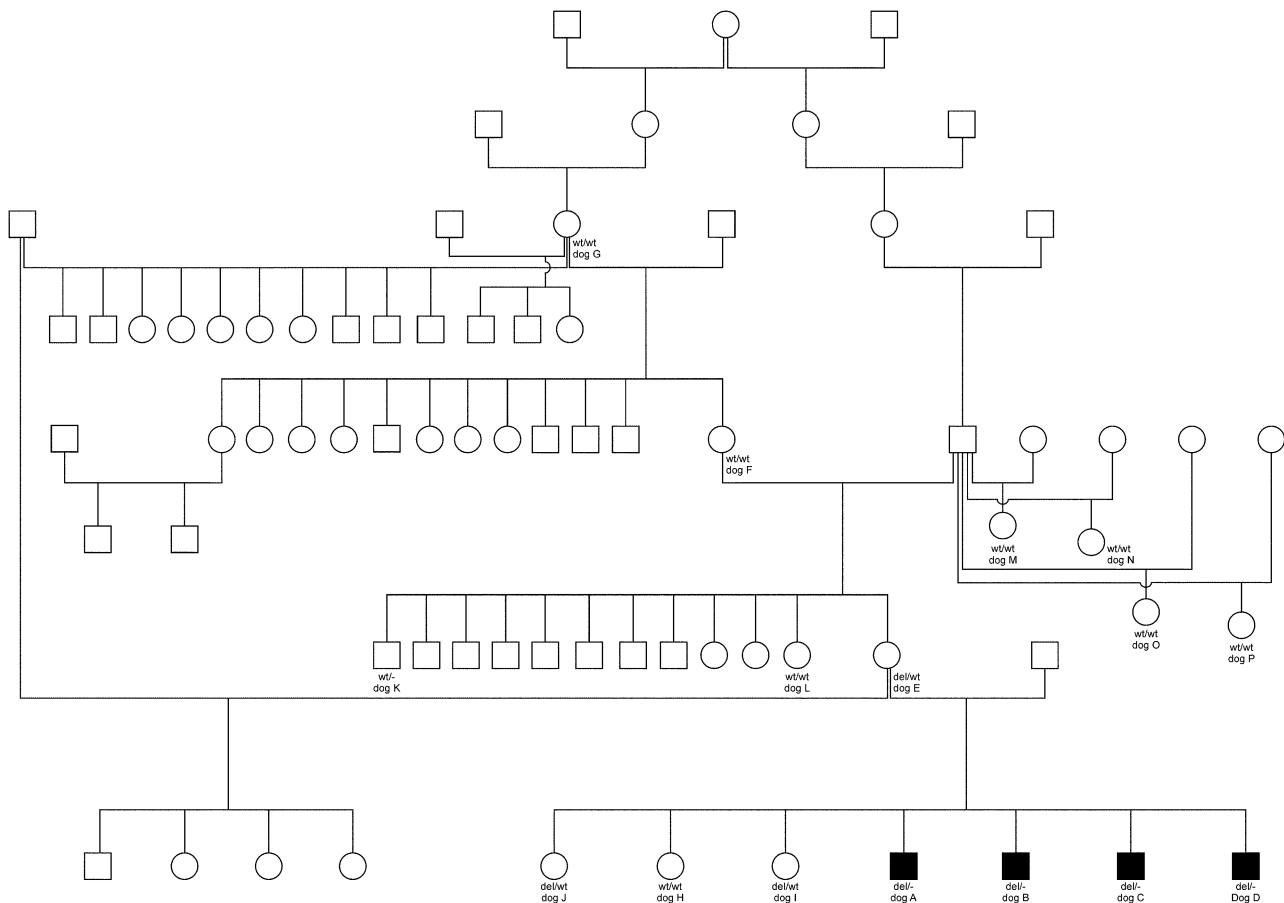 wt/wt
dog G
wt/wt
dog F
wt/wt
dog M
wt/wt
dog N
wt/wt
dog O
wt/wt
dog P
wt/-
dog K
wt/wt
dog L
del/wt
dog E
del/wt
dog J
wt/wt
dog H
del/wt
dog I
del/-
dog A
del/-
dog B
del/-
dog C
del/-
Dog D